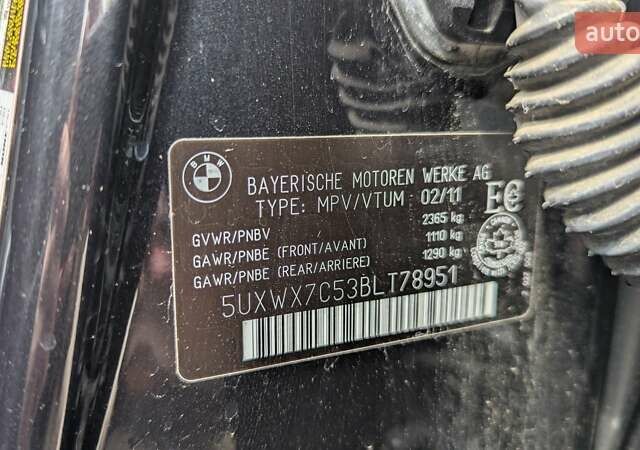 auto
BMW
BAYERISCHE MOTOREN WERKE AG
TYPE: MPV/VTUM 02/11
GVWR/PNBV 2365 kg
GAWR/PNBE (FRONT/AVANT) 1110 kg
GAWR/PNBE (REAR/ARRIERE) 1290 kg
5UXWX7C53BLT78951